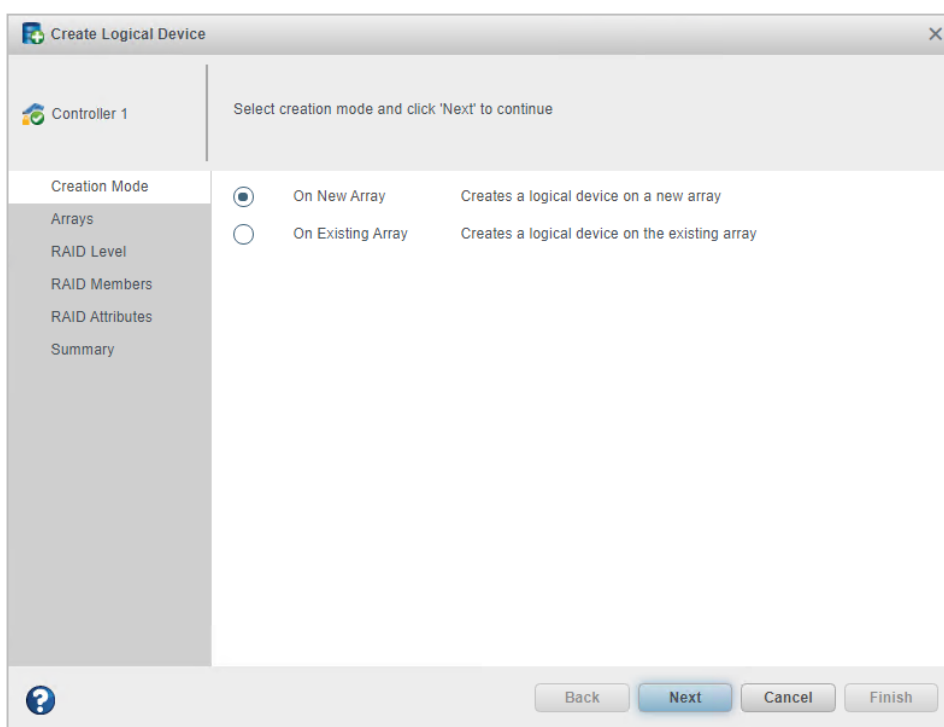 Create Logical Device
Controller 1
Select creation mode and click 'Next' to continue
Creation Mode
Arrays
RAID Level
RAID Members
RAID Attributes
Summary
On New Array Creates a logical device on a new array
On Existing Array Creates a logical device on the existing array
Back Next Cancel Finish